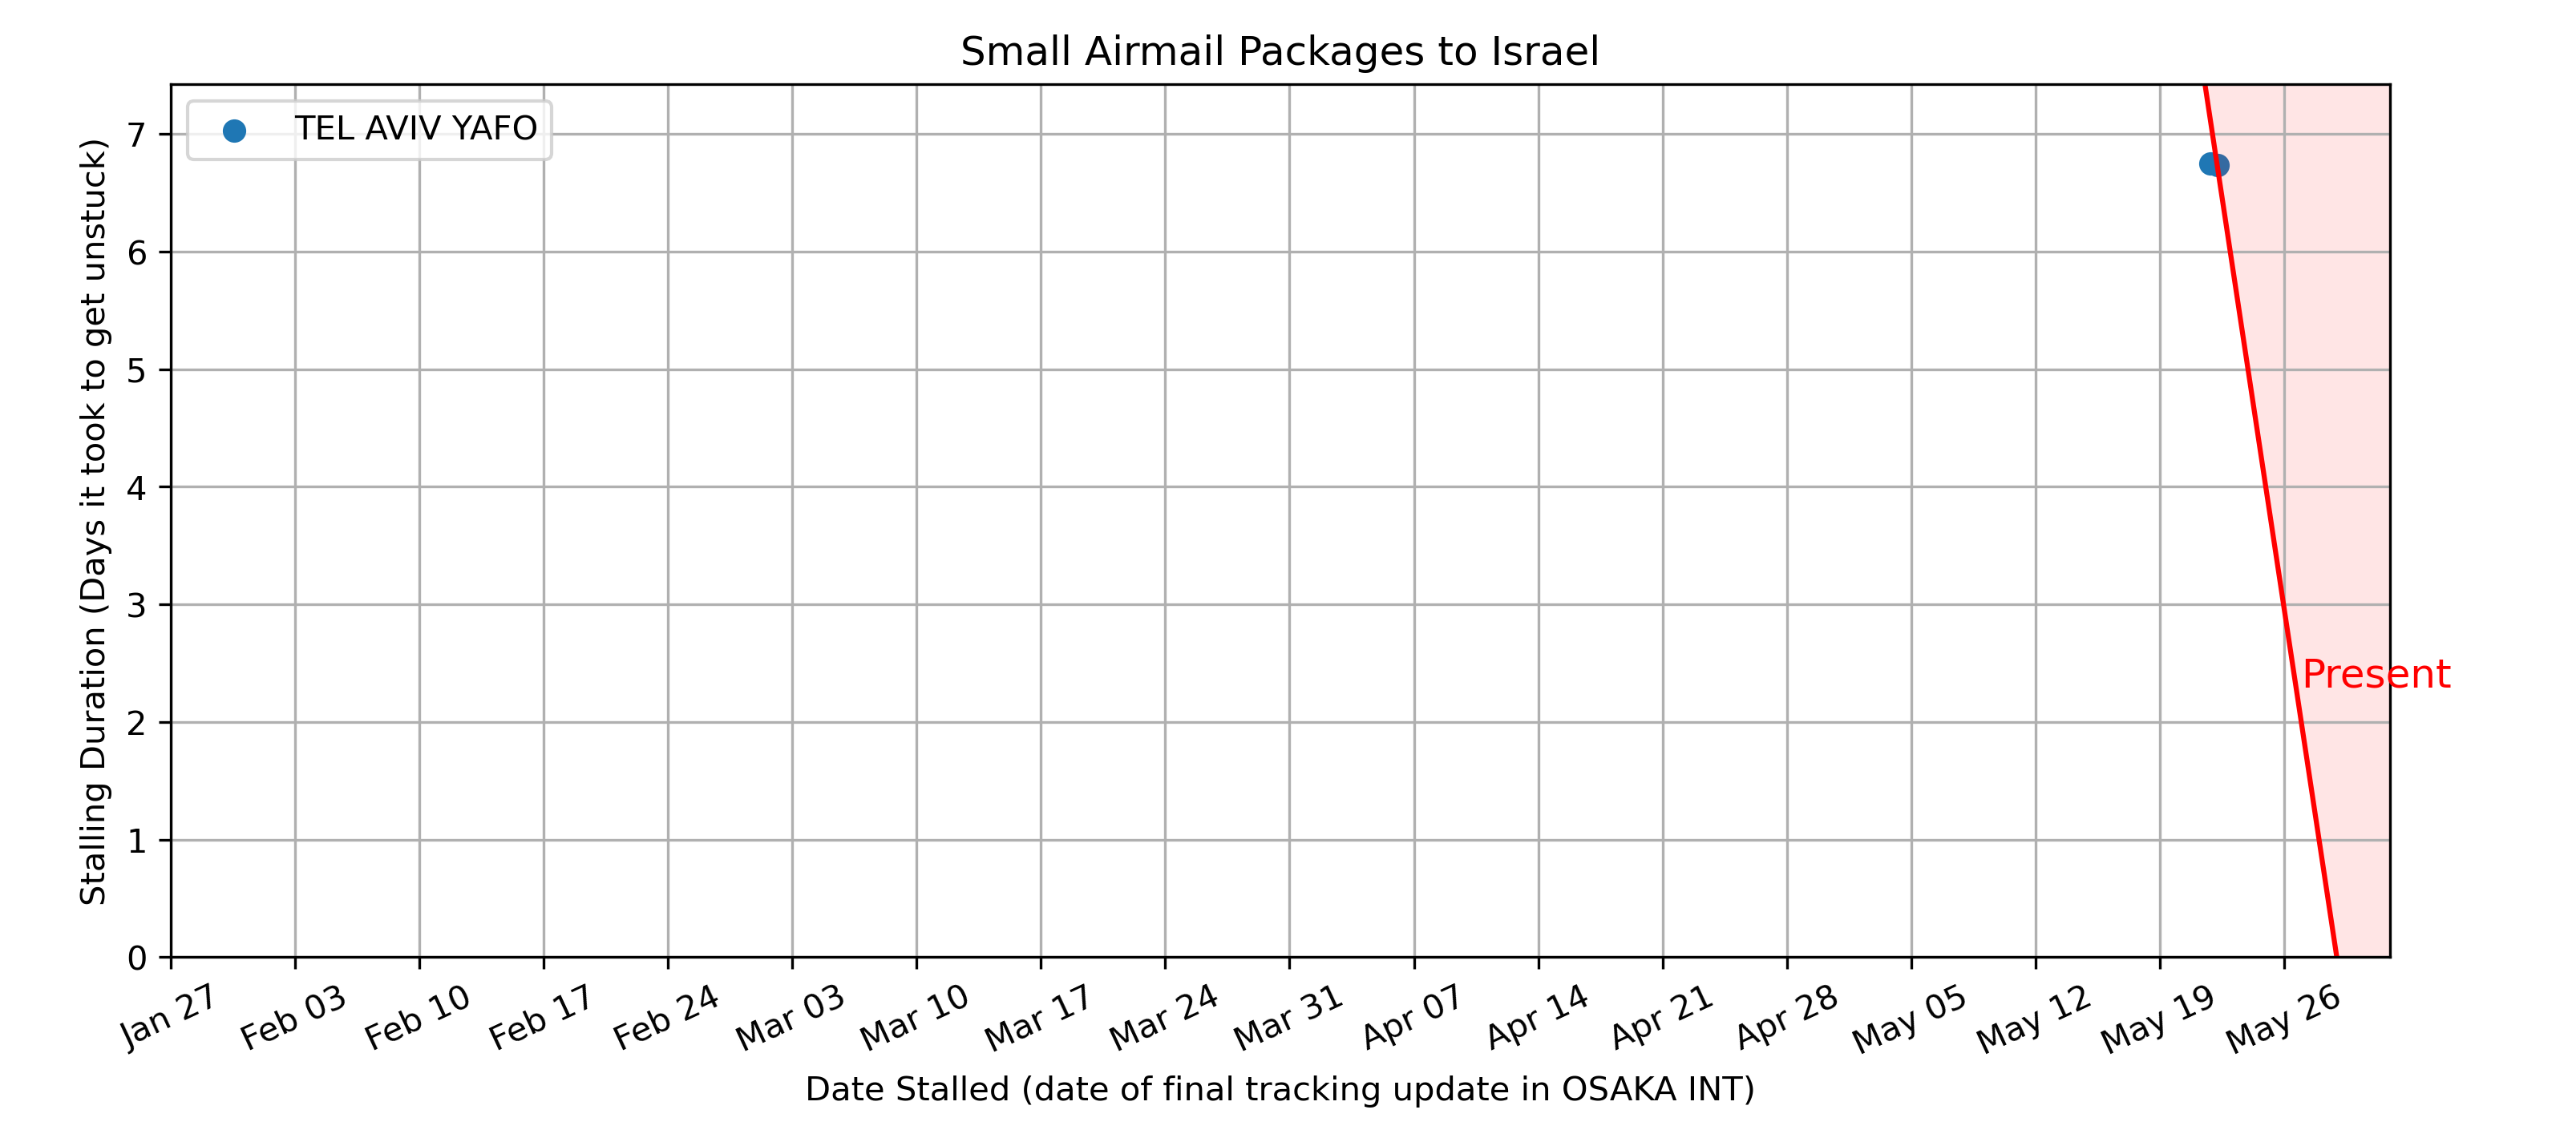 Small Airmail Packages to Israel
TEL AVIV YAFO
Stalling Duration (Days it took to get unstuck)
7
6
5
4
3
2
1
0
Present
Jan 27
Feb 03
Feb 10
Feb 17
Feb 24
Mar 03
Mar 10
Mar 17
Mar 24
Mar 31
Apr 07
Apr 14
Apr 21
Apr 28
May 05
May 12
May 19
May 26
Date Stalled (date of final tracking update in OSAKA INT)